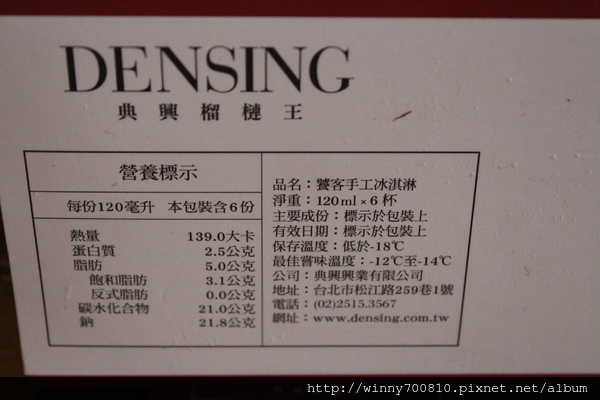 DENSING
典興榴槤王
營養標示
每份120毫升 本包裝含6份
熱量 139.0大卡
蛋白質 2.5公克
脂肪 5.0公克
飽和脂肪 3.1公克
反式脂肪 0.0公克
碳水化合物 21.0公克
鈉 21.8公克
品名：饕客手工冰淇淋
淨重：120ml×6杯
主要成份：標示於包裝上
有效日期：標示於包裝上
保存溫度：低於-18℃
最佳嘗味溫度：-12℃至-14℃
公司：典興興業有限公司
地址：台北市松江路259巷1號
電話：(02)2515.3567
網址：www.densing.com.tw
http://winny700810.pixnet.net/album